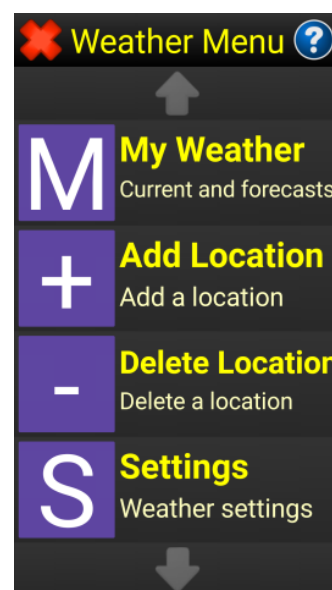 Weather Menu ?
M
My Weather
Current and forecasts
+
Add Location
Add a location
-
Delete Location
Delete a location
S
Settings
Weather settings